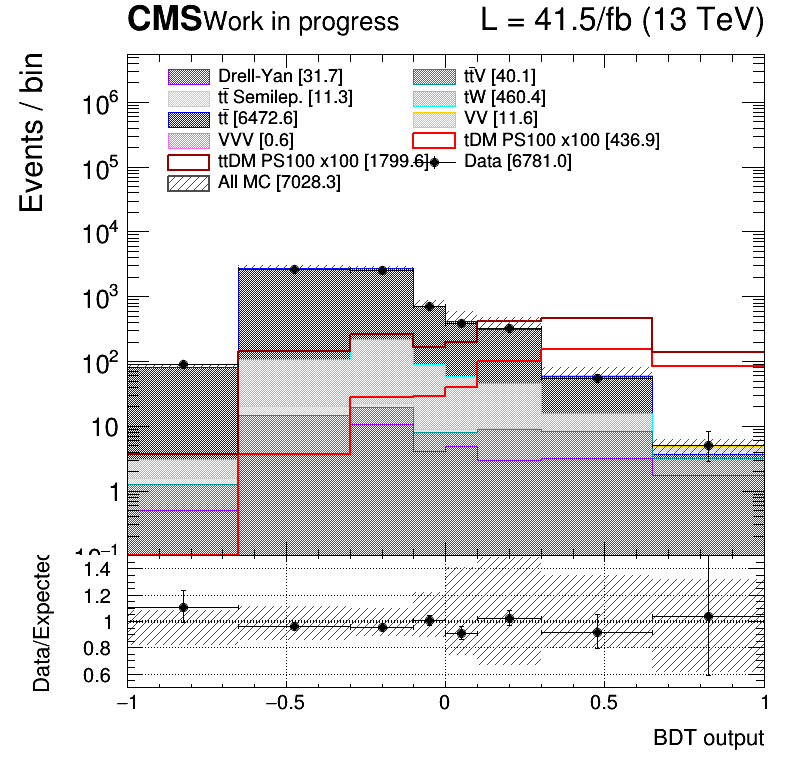 CMS Work in progress L = 41.5/fb (13 TeV)
Events / bin
Drell-Yan [31.7] tt̄V [40.1]
tt̄ Semilep. [11.3] tW [460.4]
tt̄ [6472.6] VV [11.6]
VVV [0.6] tDM PS100 x100 [436.9]
ttDM PS100 x100 [1799.6] Data [6781.0]
All MC [7028.3]
10⁶
10⁵
10⁴
10³
10²
10
1
10⁻¹
Data/Expected
1.4
1.2
1
0.8
0.6
−1 −0.5 0 0.5 1
BDT output